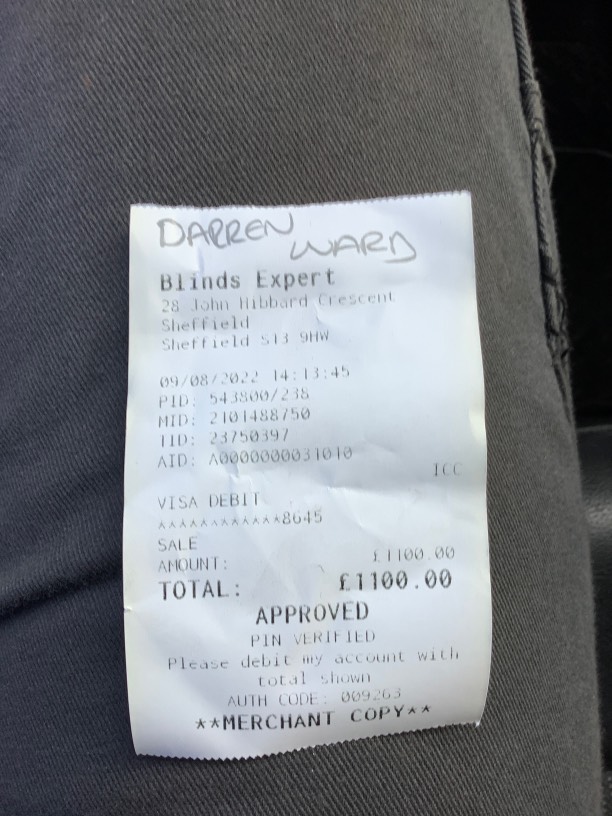 DARREN
WARD
Blinds Expert
28 John Hibbard Crescent
Sheffield
Sheffield S13 9HW
09/08/2022 14:13:45
PID: 543800/238
MID: 2101488750
TID: 23750397
AID: A0000000031010
ICC
VISA DEBIT
************8645
SALE
AMOUNT: £1100.00
TOTAL: £1100.00
APPROVED
PIN VERIFIED
Please debit my account with
total shown
AUTH CODE: 009263
**MERCHANT COPY**